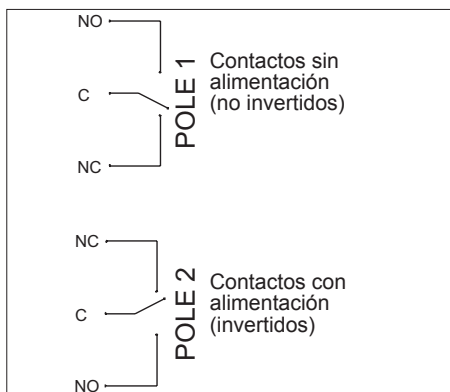 NO
C
NC
POLE 1
Contactos sin
alimentación
(no invertidos)
NC
C
NO
POLE 2
Contactos con
alimentación
(invertidos)